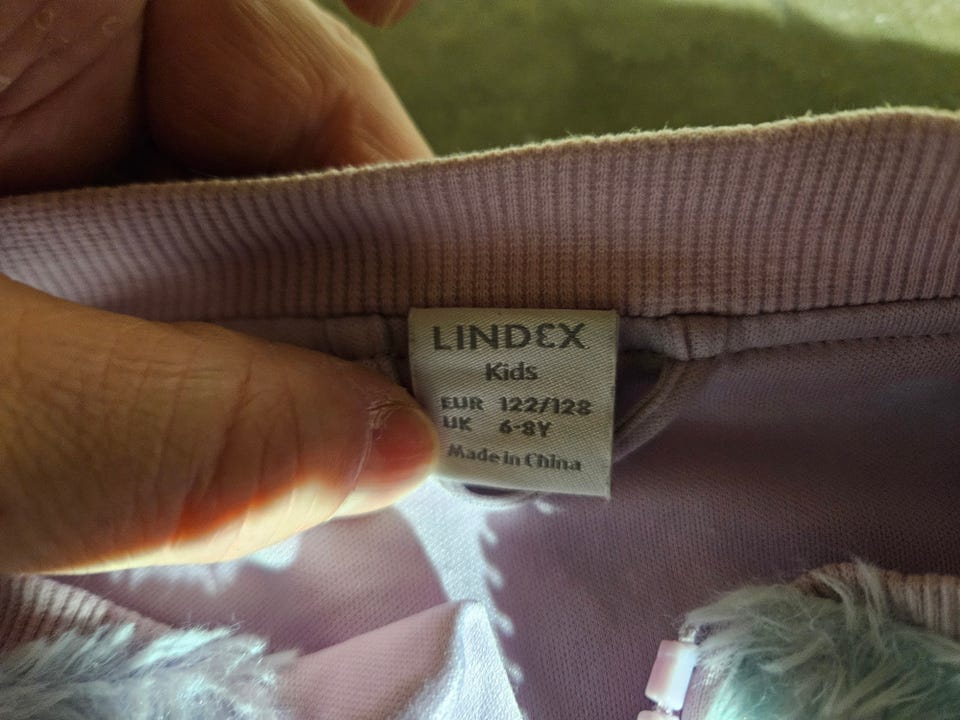 LINDEX
Kids
EUR 122/128
UK 6-8Y
Made in China